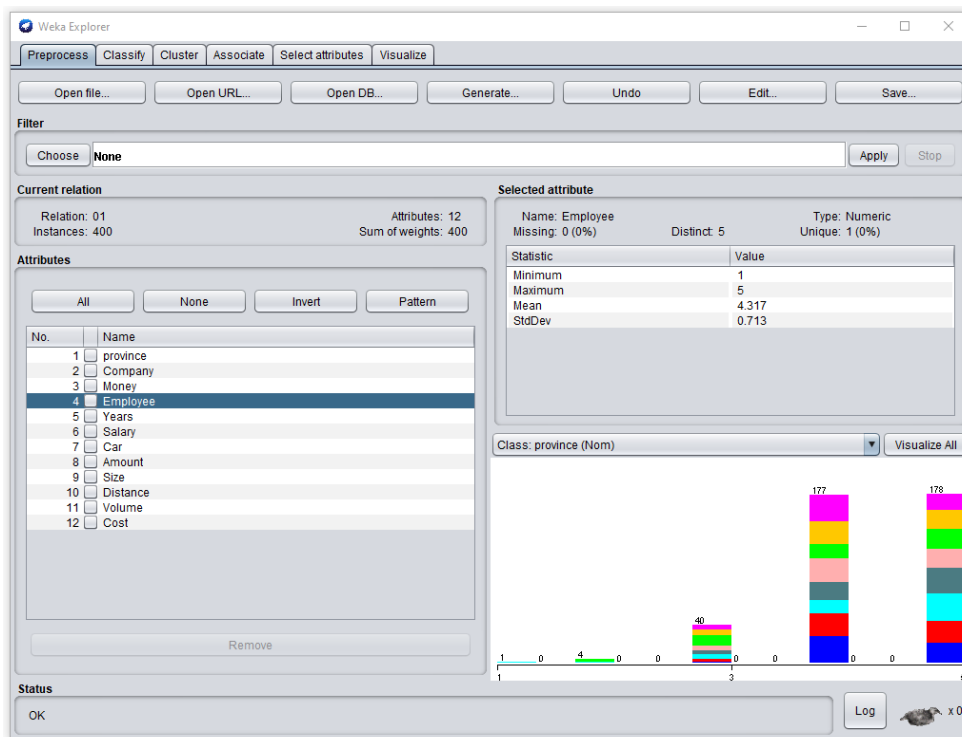 Weka Explorer
Preprocess Classify Cluster Associate Select attributes Visualize
Open file... Open URL... Open DB... Generate... Undo Edit... Save...
Filter
Choose None Apply Stop
Current relation
Relation: 01 Attributes: 12
Instances: 400 Sum of weights: 400
Attributes
All None Invert Pattern
No. Name
1 province
2 Company
3 Money
4 Employee
5 Years
6 Salary
7 Car
8 Amount
9 Size
10 Distance
11 Volume
12 Cost
Remove
Selected attribute
Name: Employee Type: Numeric
Missing: 0 (0%) Distinct: 5 Unique: 1 (0%)
Statistic Value
Minimum 1
Maximum 5
Mean 4.317
StdDev 0.713
Class: province (Nom) Visualize All
177 178
40
1 0 4 0 0 0 0 0 0
1 3
Status
OK
Log x 0